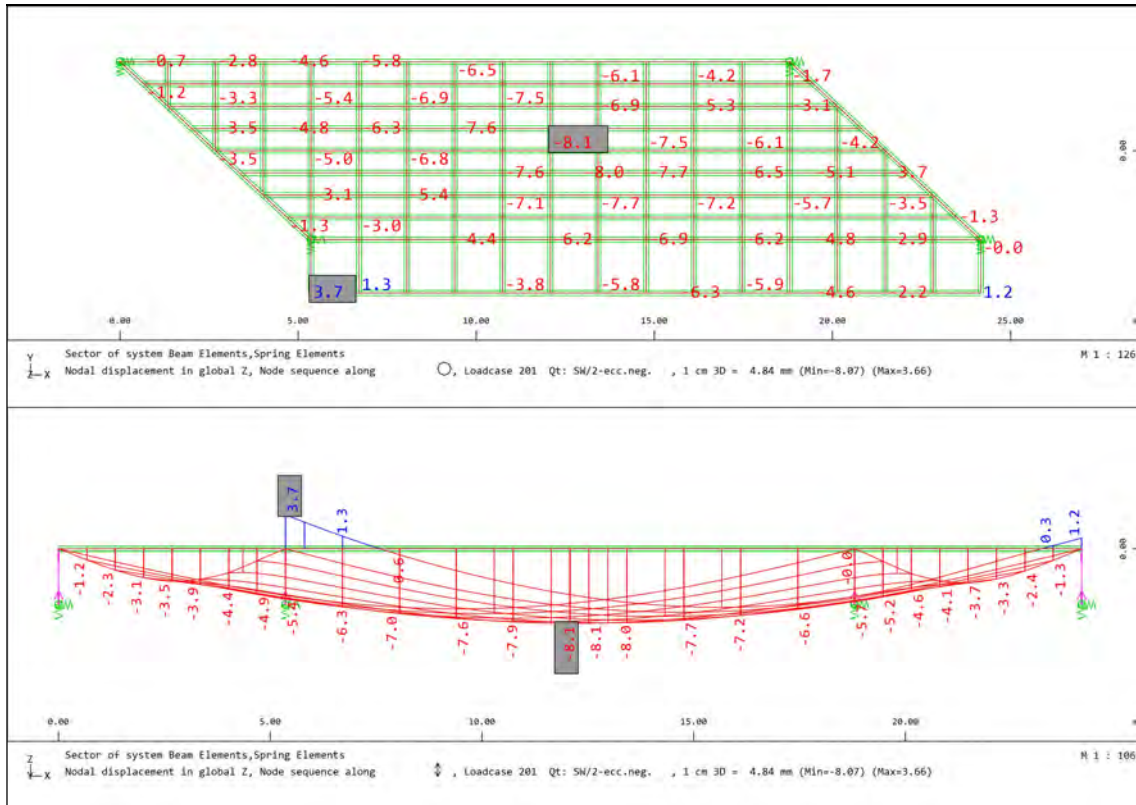 -0.7 -2.8 -4.6 -5.8
-6.5 -6.1 -4.2 -1.7
-1.2 -3.3 -5.4 -6.9 -7.5
-6.9 -5.3 -3.1
-3.5 -4.8 -6.3 -7.6
-8.1 -7.5 -6.1 -4.2
0.00
-3.5 -5.0 -6.8
-7.6 8.0 -7.7 -6.5 -5.1 -3.7
-3.1 5.4
-7.1 -7.7 -7.2 -5.7 -3.5
1.3 -3.0 -1.3
4.4 6.2 6.9 6.2 4.8 2.9 -0.0
3.7 1.3 -3.8 -5.8 -6.3 -5.9 4.6 -2.2 1.2
0.00 5.00 10.00 15.00 20.00 25.00
Y
Z X
Sector of system Beam Elements,Spring Elements
M 1 : 126
Nodal displacement in global Z, Node sequence along , Loadcase 201 Qt: SW/2-ecc.neg. , 1 cm 3D = 4.84 mm (Min=-8.07) (Max=3.66)
3.7 1.3 0.3 1.2
0.00
-1.2 -2.3 -3.1 -3.5 -3.9 -4.4 -4.9 -5.4 -6.3 -7.0 0.6 -7.6 -7.9 -8.1 -8.1 -8.0 -7.7 -7.2 -6.6 -0.0 -5.7 -5.2 -4.6 -4.1 -3.7 -3.3 -2.4 -1.3
0.00 5.00 10.00 15.00 20.00 m
Z
Y X
Sector of system Beam Elements,Spring Elements
M 1 : 106
Nodal displacement in global Z, Node sequence along , Loadcase 201 Qt: SW/2-ecc.neg. , 1 cm 3D = 4.84 mm (Min=-8.07) (Max=3.66)